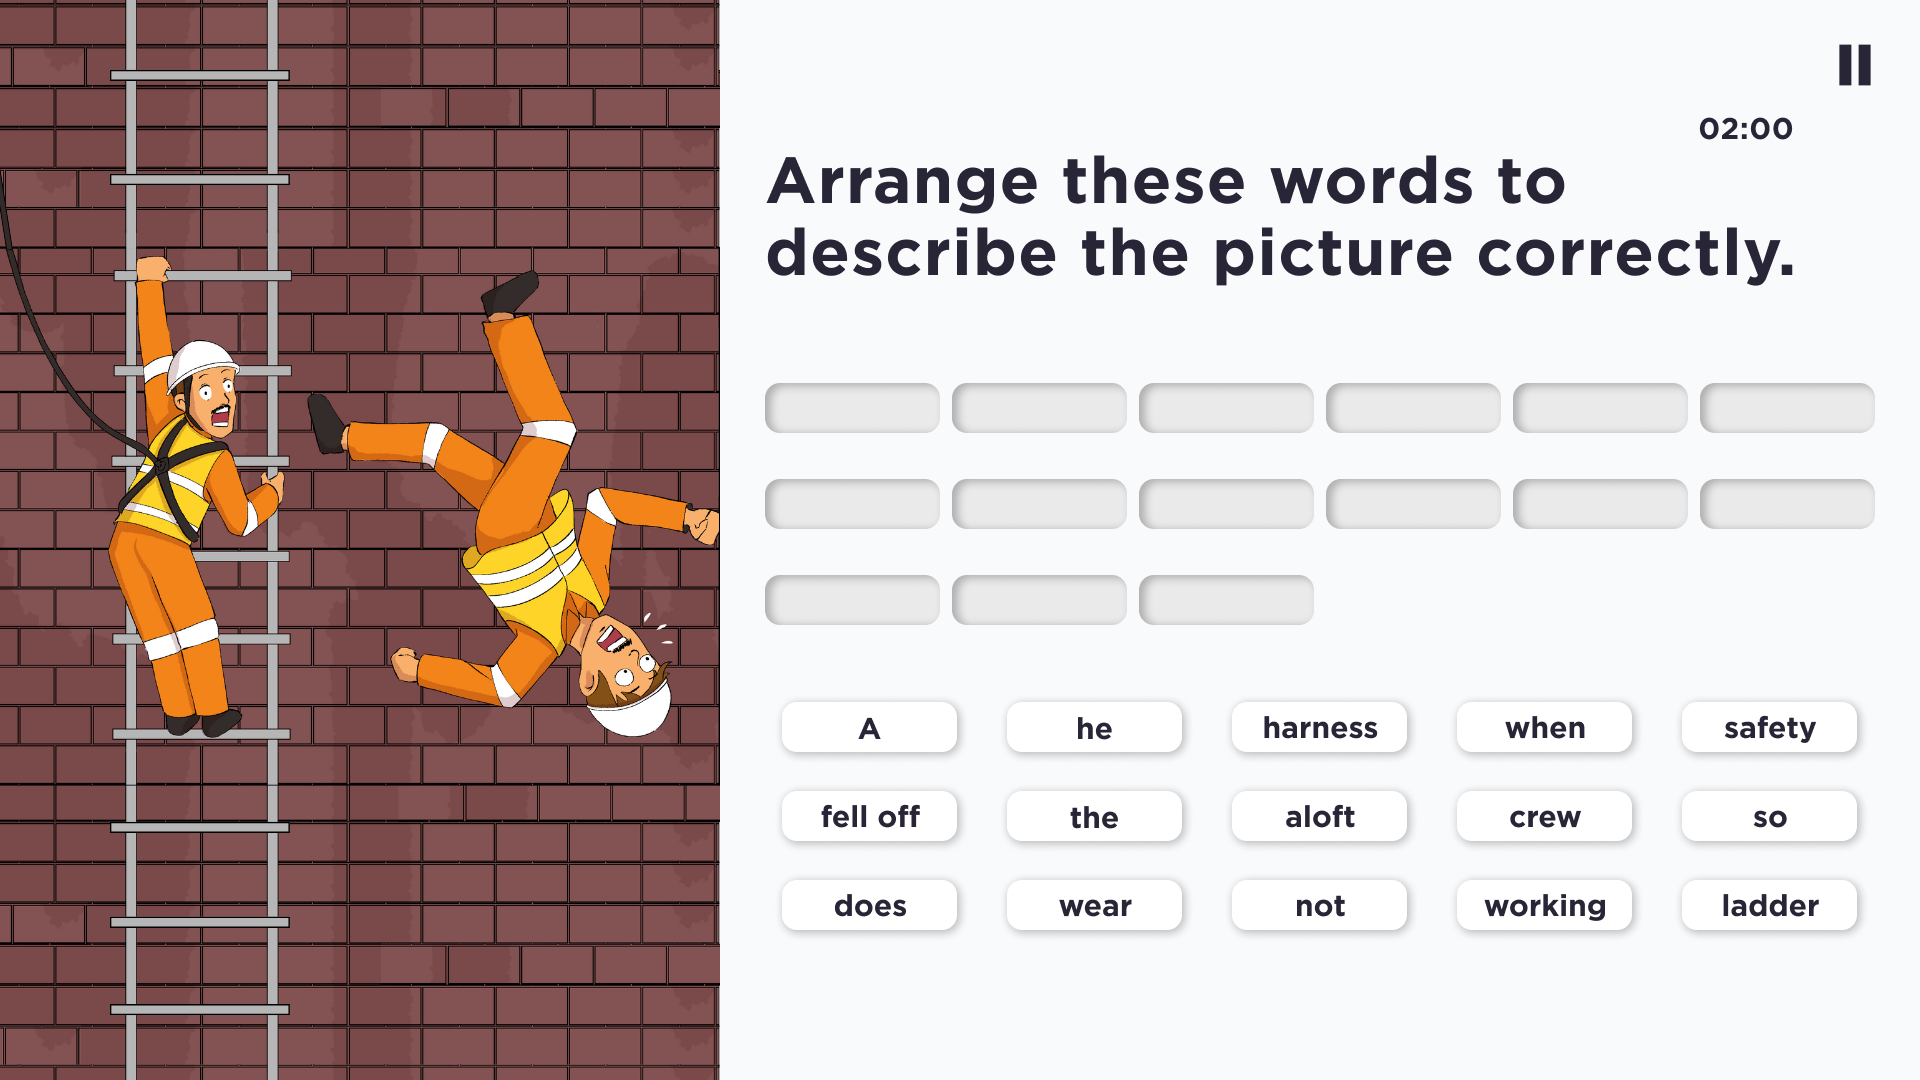 02:00
Arrange these words to
describe the picture correctly.
A he harness when safety
fell off the aloft crew so
does wear not working ladder